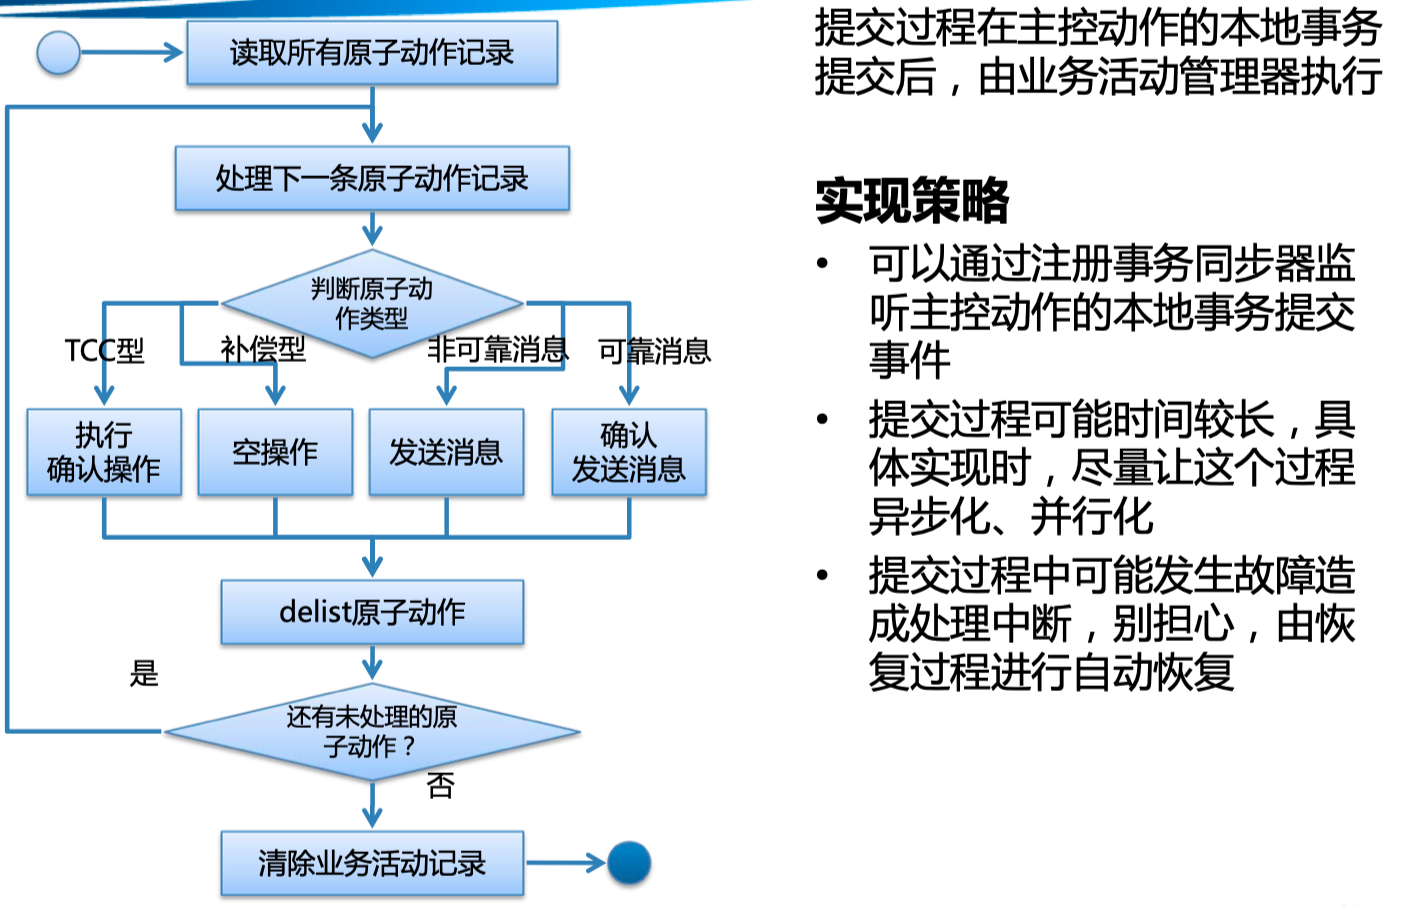 读取所有原子动作记录
处理下一条原子动作记录
判断原子动
作类型
TCC型
补偿型
非可靠消息
可靠消息
执行
确认操作
空操作
发送消息
确认
发送消息
delist原子动作
是
还有未处理的原
子动作？
否
清除业务活动记录
提交过程在主控动作的本地事务
提交后，由业务活动管理器执行
实现策略
• 可以通过注册事务同步器监
听主控动作的本地事务提交
事件
• 提交过程可能时间较长，具
体实现时，尽量让这个过程
异步化、并行化
• 提交过程中可能发生故障造
成处理中断，别担心，由恢
复过程进行自动恢复